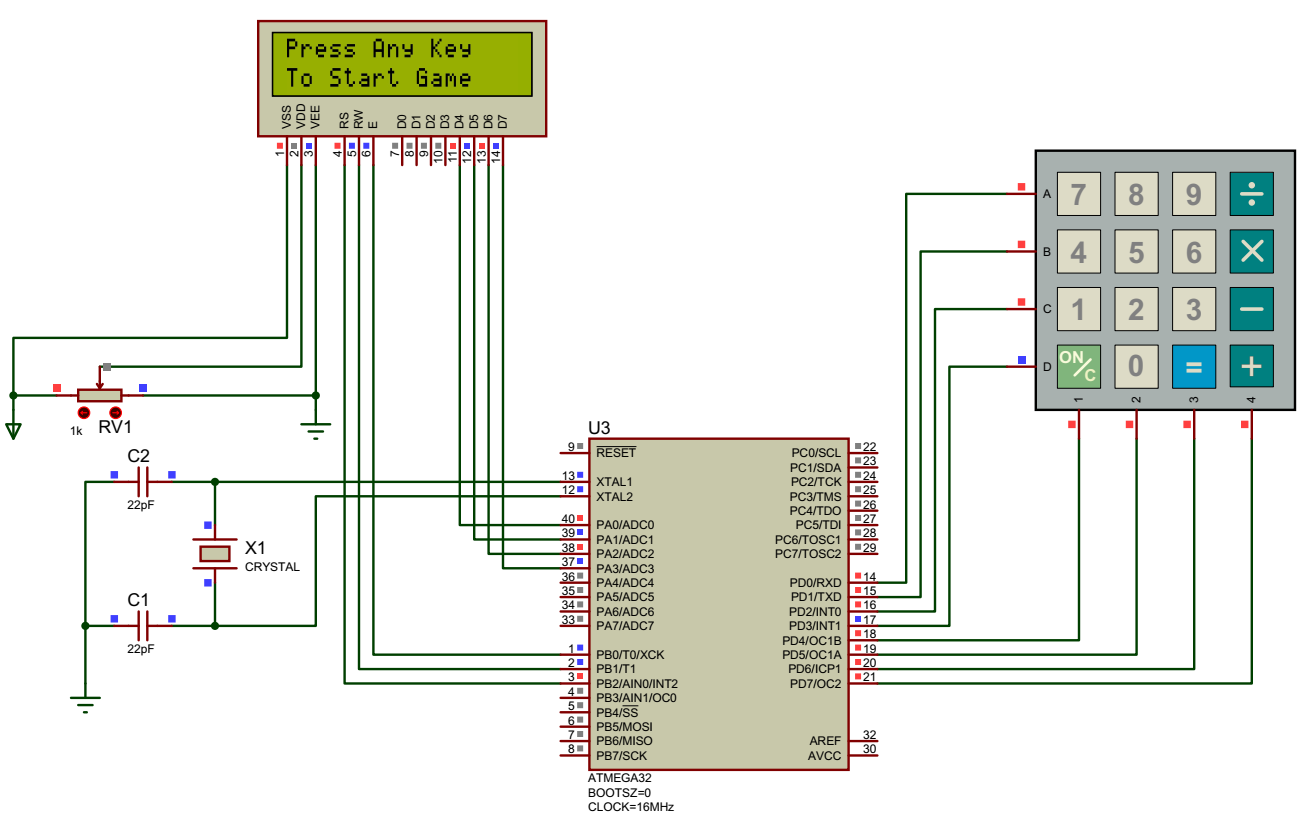 Press Any Key
To Start Game
VSS VDD VEE RS RW E D0 D1 D2 D3 D4 D5 D6 D7
1 2 3 4 5 6 7 8 9 10 11 12 13 14
A 7 8 9 ÷
B 4 5 6 ×
C 1 2 3 −
D ON/C 0 = +
1 2 3 4
1k RV1
C2
22pF
X1
CRYSTAL
C1
22pF
U3
9 RESET PC0/SCL 22
PC1/SDA 23
13 XTAL1 PC2/TCK 24
12 XTAL2 PC3/TMS 25
PC4/TDO 26
40 PA0/ADC0 PC5/TDI 27
39 PA1/ADC1 PC6/TOSC1 28
38 PA2/ADC2 PC7/TOSC2 29
37 PA3/ADC3
36 PA4/ADC4 PD0/RXD 14
35 PA5/ADC5 PD1/TXD 15
34 PA6/ADC6 PD2/INT0 16
33 PA7/ADC7 PD3/INT1 17
PD4/OC1B 18
1 PB0/T0/XCK PD5/OC1A 19
2 PB1/T1 PD6/ICP1 20
3 PB2/AIN0/INT2 PD7/OC2 21
4 PB3/AIN1/OC0
5 PB4/SS
6 PB5/MOSI
7 PB6/MISO AREF 32
8 PB7/SCK AVCC 30
ATMEGA32
BOOTSZ=0
CLOCK=16MHz